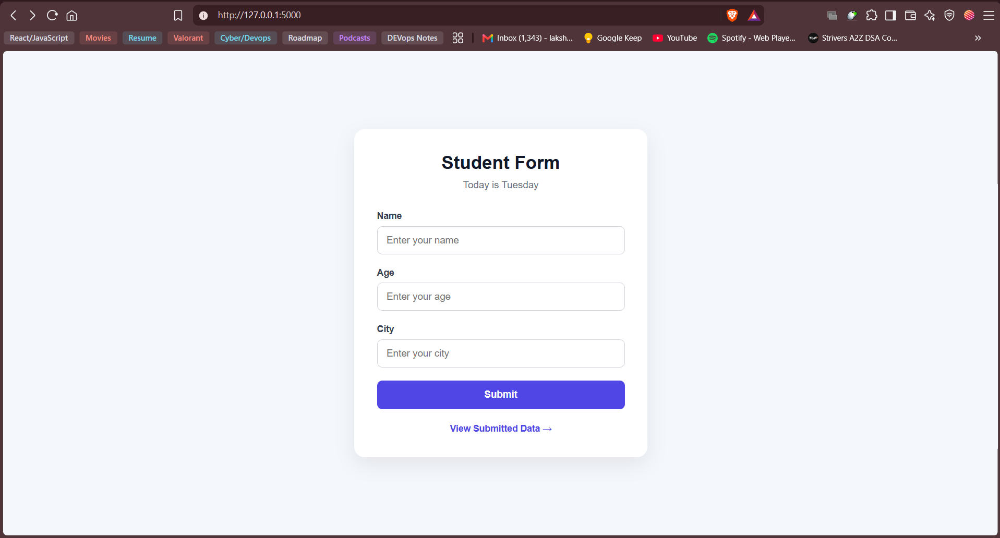 http://127.0.0.1:5000
React/JavaScript Movies Resume Valorant Cyber/Devops Roadmap Podcasts DEVops Notes Inbox (1,343) - laksh... Google Keep YouTube Spotify - Web Playe... TUF Strivers A2Z DSA Co...
Student Form
Today is Tuesday
Name
Enter your name
Age
Enter your age
City
Enter your city
Submit
View Submitted Data →